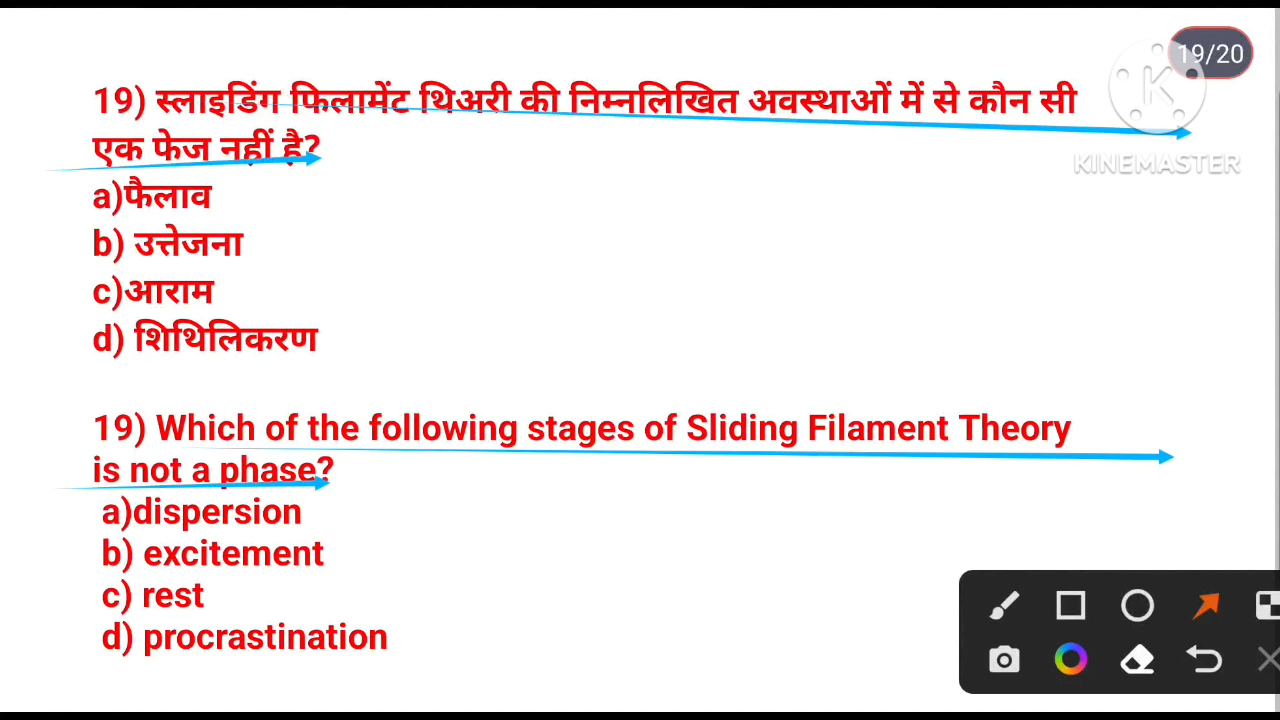 19/20
19) स्लाइडिंग फिलामेंट थिअरी की निम्नलिखित अवस्थाओं में से कौन सी
एक फेज नहीं है?
KINEMASTER
a)फैलाव
b) उत्तेजना
c)आराम
d) शिथिलिकरण
19) Which of the following stages of Sliding Filament Theory
is not a phase?
a)dispersion
b) excitement
c) rest
d) procrastination